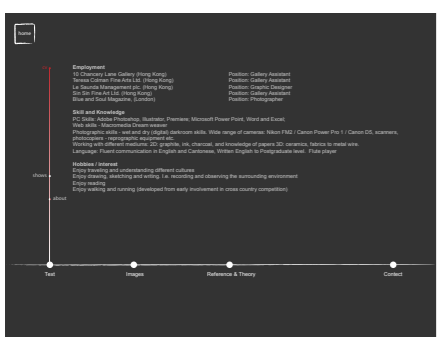 home
Employment
10 Chancery Lane Gallery (Hong Kong) Position: Gallery Assistant
Teresa Colman Fine Arts Ltd. (Hong Kong) Position: Gallery Assistant
Le Saunda Management plc. (Hong Kong) Position: Graphic Designer
Sin Sin Fine Art Ltd. (Hong Kong) Position: Gallery Assistant
Blue and Soul Magazine, (London) Position: Photographer
Skill and Knowledge
PC Skills: Adobe Photoshop, Illustrator, Premiere; Microsoft Power Point, Word and Excel
Web skills - Macromedia Dream weaver
Photographic skills - wet and dry (digital) darkroom skills. Wide range of cameras: Nikon FM2 / Canon Power Pro 1 / Canon DS, scanners,
photocopiers - reprographic equipment etc.
Working with different mediums: 2D: graphite, ink, charcoal, and knowledge of papers 3D: ceramics, fabrics to metal wire.
Language: Fluent communication in English and Cantonese, Written English to Postgraduate level. Flute player
Hobbies / Interest
Enjoy traveling and understanding different cultures
Enjoy drawing, sketching and writing. I.e. recording and observing the surrounding environment
shows
Enjoy reading
Enjoy walking and running (developed from early involvement in cross country competition)
about
Text Images Reference & Theory Contact